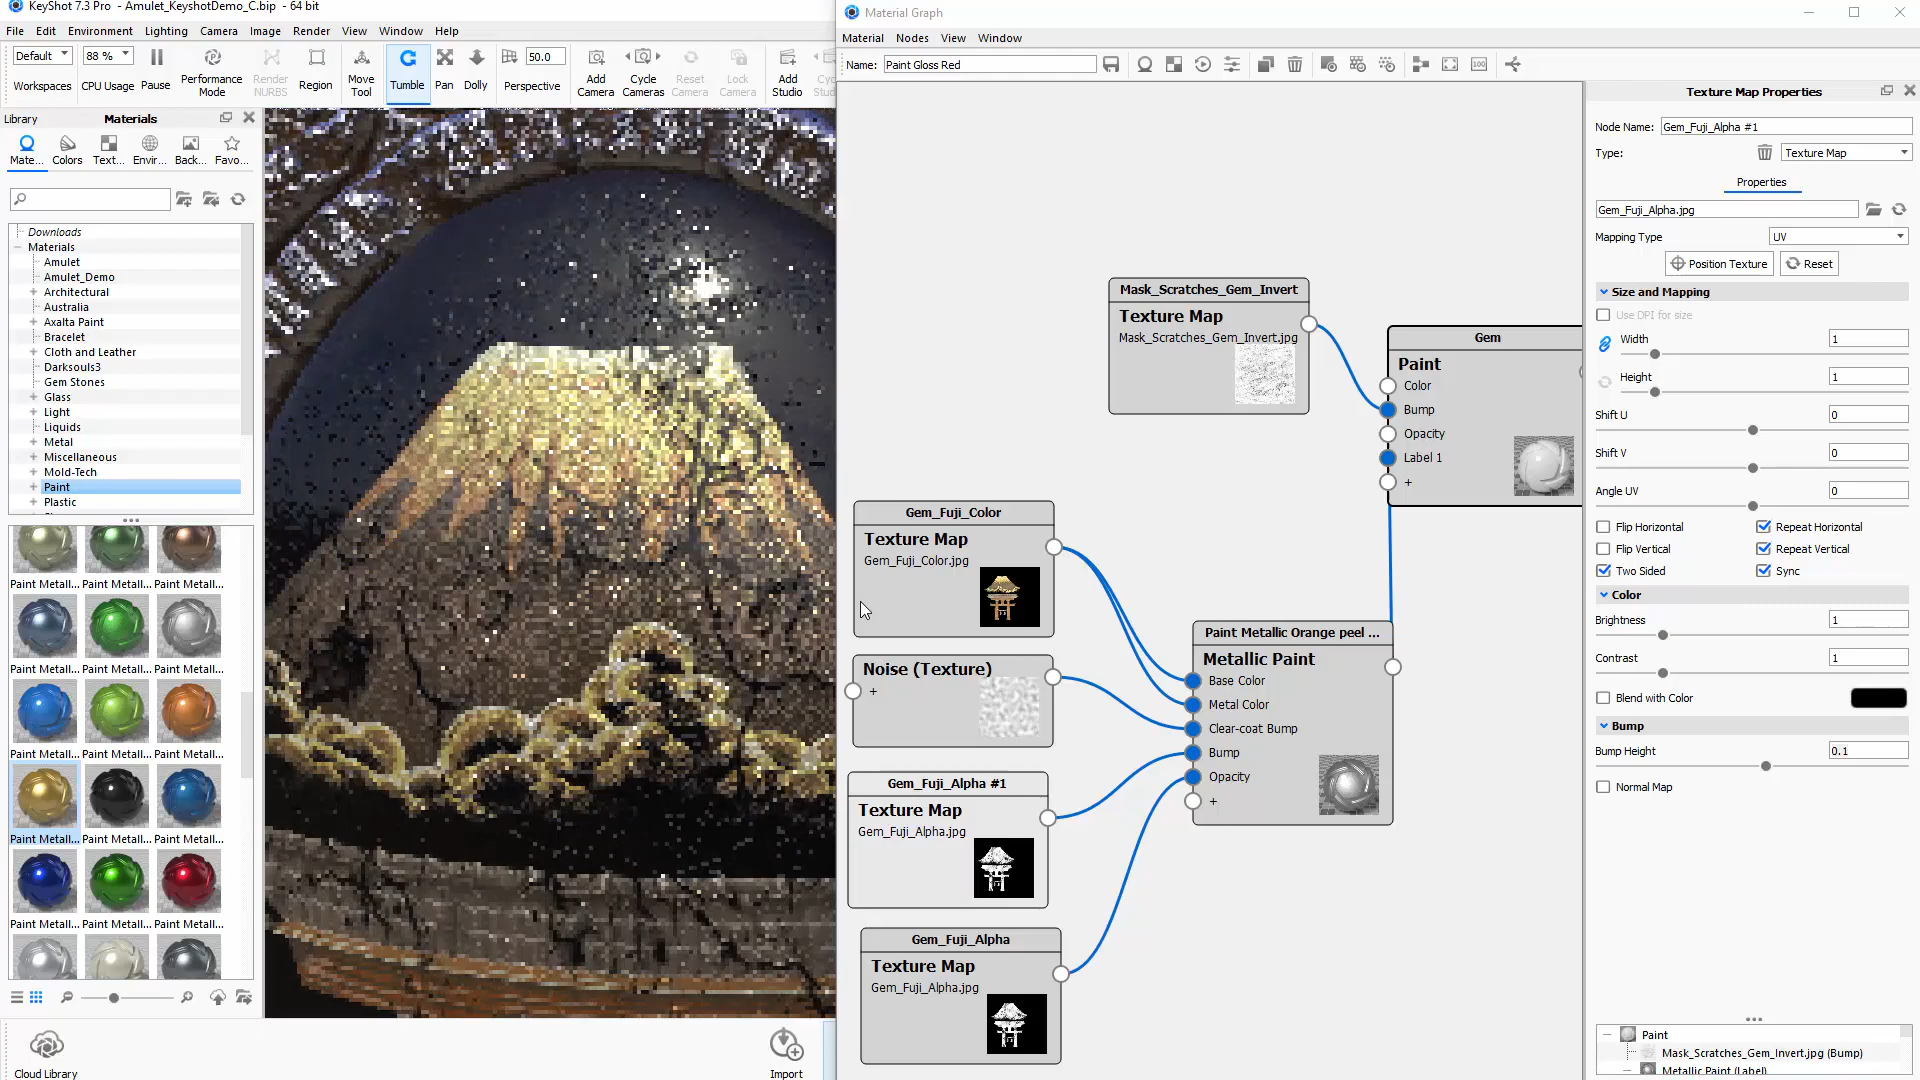 KeyShot 7.3 Pro - Amulet_KeyshotDemo_C.bip - 64 bit
File Edit Environment Lighting Camera Image Render View Window Help
Default 88 % 50.0
Workspaces CPU Usage Pause Performance Mode Render NURBS Region Move Tool Tumble Pan Dolly Perspective Add Camera Cycle Cameras Reset Camera Lock Camera Add Studio
Library Materials
Mate... Colors Text... Envir... Back... Favo...
Downloads
Materials
Amulet
Amulet_Demo
Architectural
Australia
Axalta Paint
Bracelet
Cloth and Leather
Darksouls3
Gem Stones
Glass
Light
Liquids
Metal
Miscellaneous
Mold-Tech
Paint
Plastic
Paint Metall... Paint Metall... Paint Metall...
Paint Metall... Paint Metall... Paint Metall...
Paint Metall... Paint Metall... Paint Metall...
Paint Metall... Paint Metall... Paint Metall...
Paint Metall... Paint Metall... Paint Metall...
Cloud Library
Import
Material Graph
Material Nodes View Window
Name: Paint Gloss Red
100
Mask_Scratches_Gem_Invert
Texture Map
Mask_Scratches_Gem_Invert.jpg
Gem
Paint
Color
Bump
Opacity
Label 1
+
Gem_Fuji_Color
Texture Map
Gem_Fuji_Color.jpg
Noise (Texture)
+
Gem_Fuji_Alpha #1
Texture Map
Gem_Fuji_Alpha.jpg
Gem_Fuji_Alpha
Texture Map
Gem_Fuji_Alpha.jpg
Paint Metallic Orange peel ...
Metallic Paint
Base Color
Metal Color
Clear-coat Bump
Bump
Opacity
+
Texture Map Properties
Node Name: Gem_Fuji_Alpha #1
Type: Texture Map
Properties
Gem_Fuji_Alpha.jpg
Mapping Type UV
Position Texture Reset
Size and Mapping
Use DPI for size
Width 1
Height 1
Shift U 0
Shift V 0
Angle UV 0
Flip Horizontal Repeat Horizontal
Flip Vertical Repeat Vertical
Two Sided Sync
Color
Brightness 1
Contrast 1
Blend with Color
Bump
Bump Height 0.1
Normal Map
Paint
Mask_Scratches_Gem_Invert.jpg (Bump)
Metallic Paint (Label)